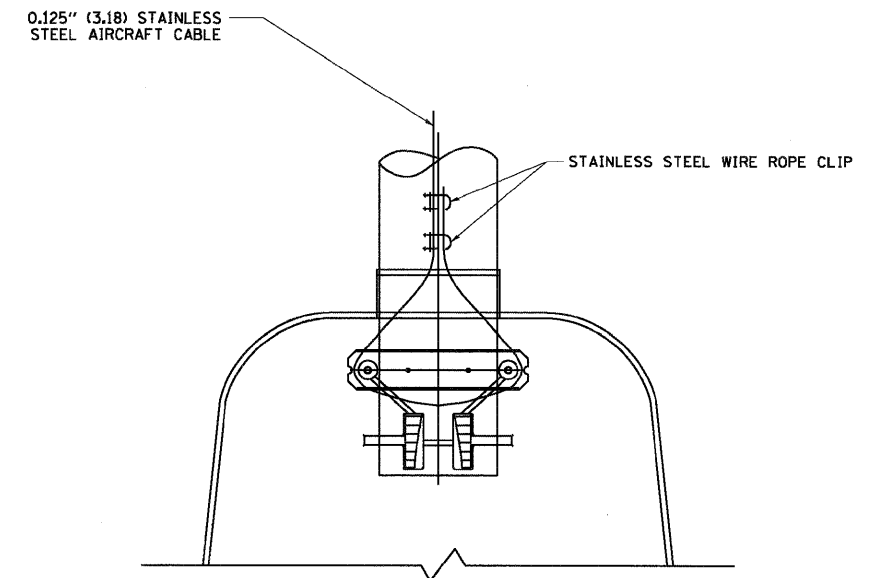 0.125" (3.18) STAINLESS
STEEL AIRCRAFT CABLE
STAINLESS STEEL WIRE ROPE CLIP